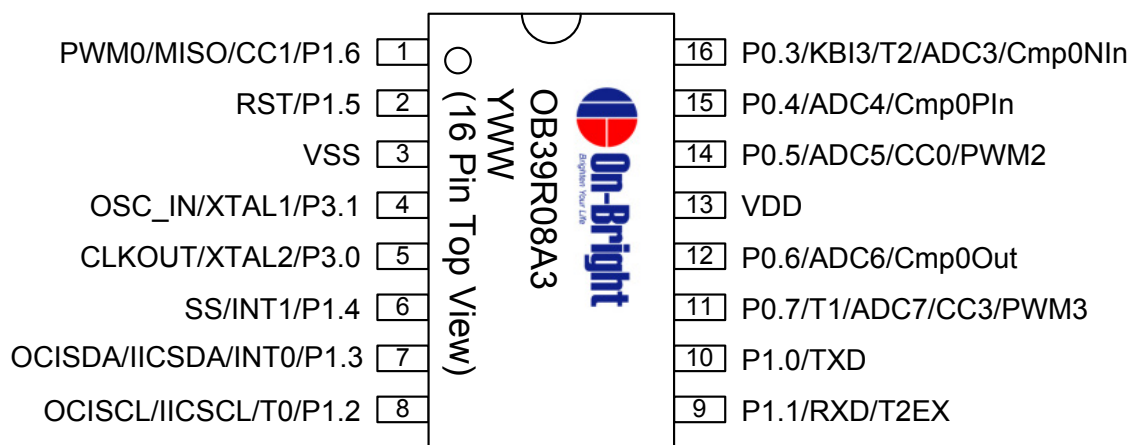 PWM0/MISO/CC1/P1.6 1
RST/P1.5 2
VSS 3
OSC_IN/XTAL1/P3.1 4
CLKOUT/XTAL2/P3.0 5
SS/INT1/P1.4 6
OCISDA/IICSDA/INT0/P1.3 7
OCISCL/IICSCL/T0/P1.2 8
On-Bright
Brighten Your Life
OB39R08A3
YWW
(16 Pin Top View)
16 P0.3/KBI3/T2/ADC3/Cmp0NIn
15 P0.4/ADC4/Cmp0PIn
14 P0.5/ADC5/CC0/PWM2
13 VDD
12 P0.6/ADC6/Cmp0Out
11 P0.7/T1/ADC7/CC3/PWM3
10 P1.0/TXD
9 P1.1/RXD/T2EX